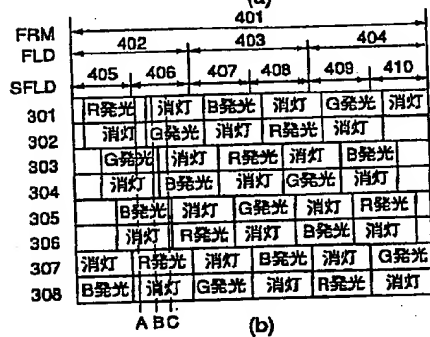 (a)
FRM 401
FLD 402 403 404
SFLD 405 406 407 408 409 410
301 R発光 消灯 B発光 消灯 G発光 消灯
302 消灯 G発光 消灯 R発光 消灯
303 G発光 消灯 R発光 消灯 B発光
304 消灯 B発光 消灯 G発光 消灯
305 B発光 消灯 G発光 消灯 R発光
306 消灯 R発光 消灯 B発光 消灯
307 消灯 R発光 消灯 B発光 消灯 G発光
308 B発光 消灯 G発光 消灯 R発光 消灯
A B C
(b)